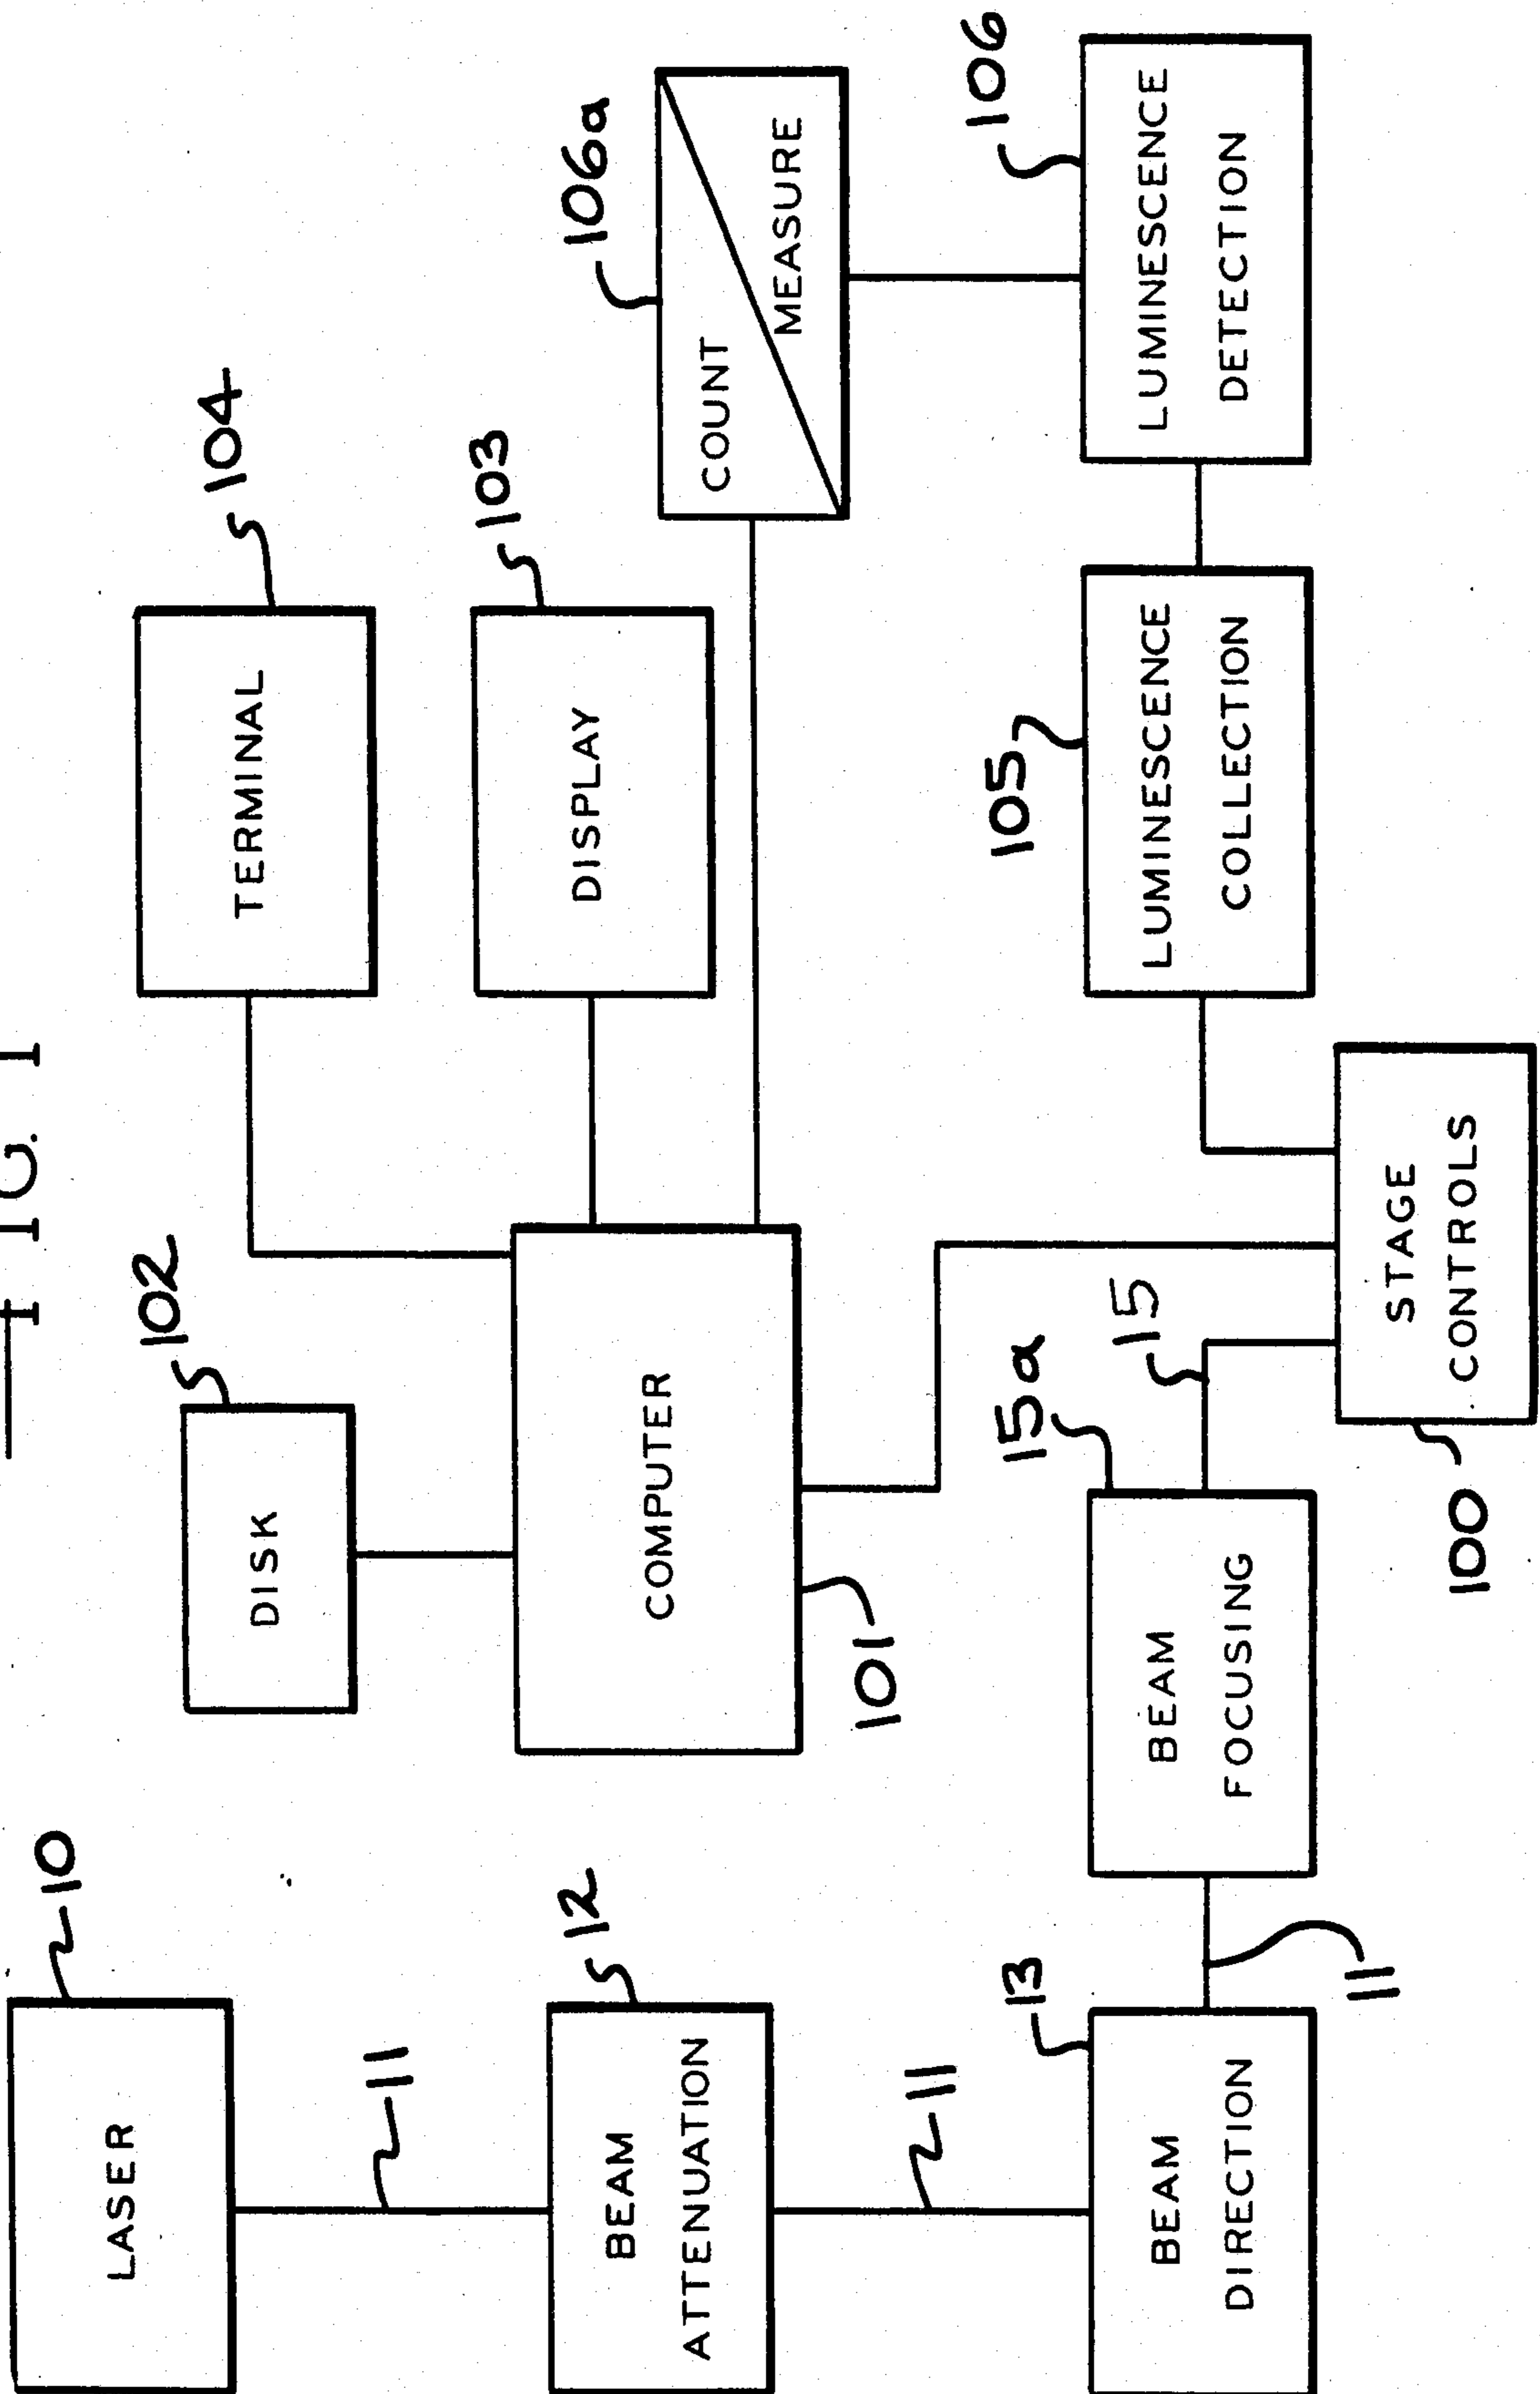 FIG. 1
LASER
10
11
BEAM
ATTENUATION
12
11
BEAM
DIRECTION
13
11
BEAM
FOCUSING
15a
15
STAGE
CONTROLS
100
DISK
102
COMPUTER
101
TERMINAL
104
DISPLAY
103
COUNT
MEASURE
106a
LUMINESCENCE
COLLECTION
105
LUMINESCENCE
DETECTION
106